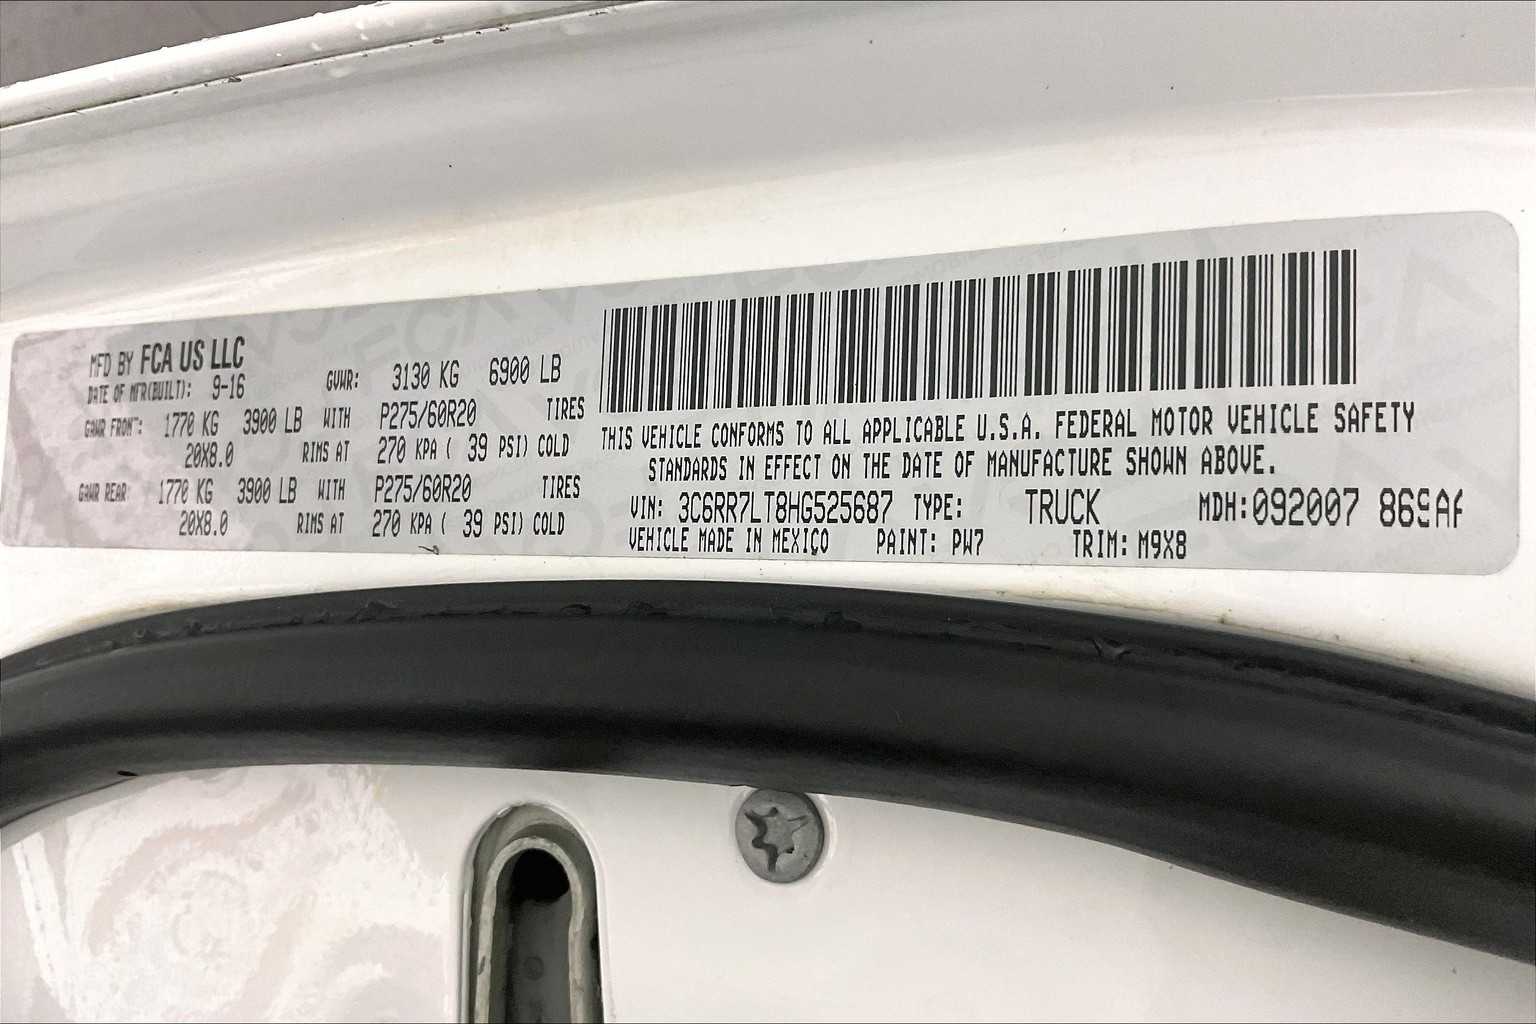 MFD BY FCA US LLC
DATE OF MFR(BUILT): 9-16 GVWR: 3130 KG 6900 LB
GAWR FRONT: 1770 KG 3900 LB WITH P275/60R20 TIRES
20X8.0 RIMS AT 270 KPA ( 39 PSI) COLD
GAWR REAR 1770 KG 3900 LB WITH P275/60R20 TIRES
20X8.0 RIMS AT 270 KPA ( 39 PSI) COLD
THIS VEHICLE CONFORMS TO ALL APPLICABLE U.S.A. FEDERAL MOTOR VEHICLE SAFETY
STANDARDS IN EFFECT ON THE DATE OF MANUFACTURE SHOWN ABOVE.
VIN: 3C6RR7LT8HG525687 TYPE: TRUCK MDH:092007
VEHICLE MADE IN MEXICO PAINT: PW7 TRIM: M9X8